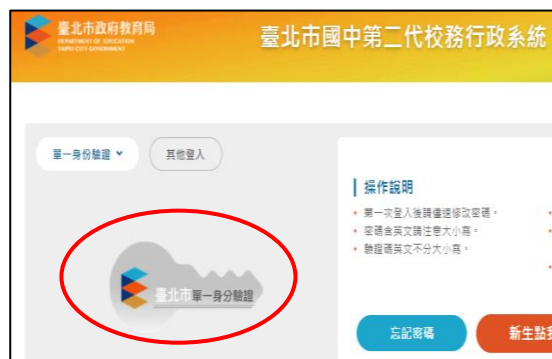 臺北市政府教育局
DEPARTMENT OF EDUCATION
TAIPEI CITY GOVERNMENT
臺北市國中第二代校務行政系統
單一身份驗證
其他登入
操作說明
第一次登入後請儘速修改密碼。
密碼含英文請注意大小寫。
驗證碼英文不分大小寫。
臺北市單一身分驗證
忘記密碼
新生點